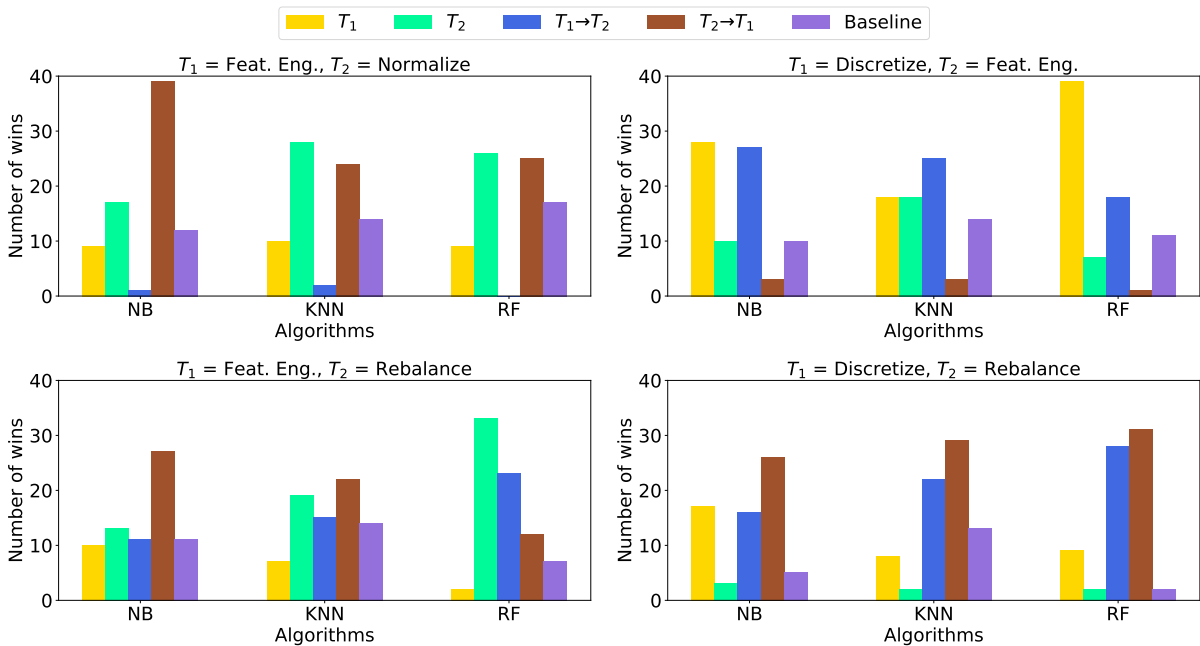 T₁ T₂ T₁→T₂ T₂→T₁ Baseline
T₁ = Feat. Eng., T₂ = Normalize
Number of wins
40
30
20
10
0
NB KNN RF
Algorithms
T₁ = Discretize, T₂ = Feat. Eng.
Number of wins
40
30
20
10
0
NB KNN RF
Algorithms
T₁ = Feat. Eng., T₂ = Rebalance
Number of wins
40
30
20
10
0
NB KNN RF
Algorithms
T₁ = Discretize, T₂ = Rebalance
Number of wins
40
30
20
10
0
NB KNN RF
Algorithms